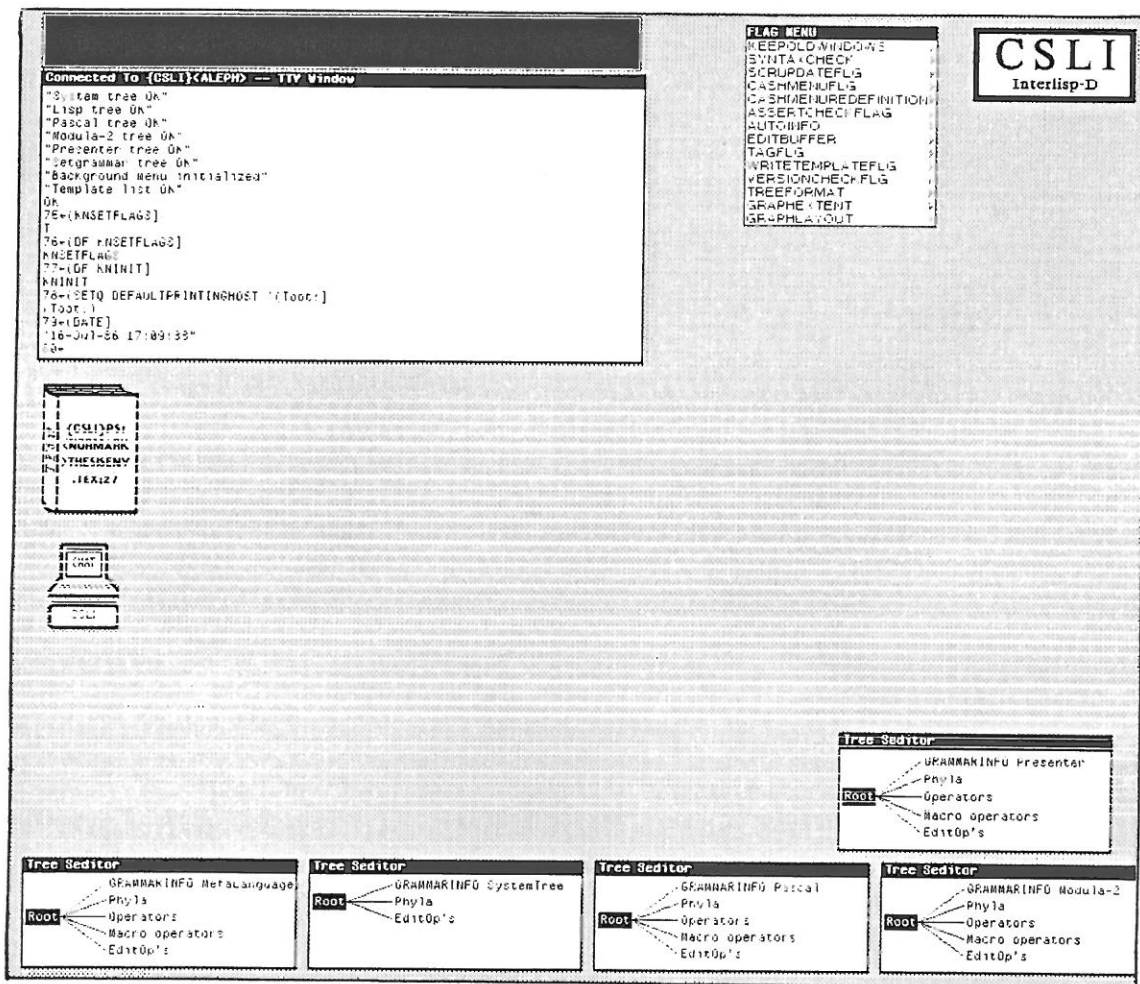 Connected To {CSLI}<ALEPH> -- TTY Window
"System tree OK"
"Lisp tree OK"
"Pascal tree OK"
"Modula-2 tree OK"
"Presenter tree OK"
"Setgrammar tree OK"
"Background menu initialized"
"Template list OK"
OK
75←(KNSETFLAGS]
T
76←(DF KNSETFLAGS]
KNSETFLAGS
77←(DF KNINIT]
KNINIT
78←(SETQ DEFAULTPRINTINGHOST '(Toot:]
(Toot:)
79←(DATE]
"16-Jul-86 17:09:38"
80←
FLAG MENU
KEEPOLDWINDOWS
SYNTAXCHECK
SCRUPDATEFLG
CASHMENUFLG
CASHMENUREDEFINITION
ASSERTCHECKFLAG
AUTOINFO
EDITBUFFER
TAGFLG
WRITETEMPLATEFLG
VERSIONCHECKFLG
TREEFORMAT
GRAPHEXTENT
GRAPHLAYOUT
CSLI
Interlisp-D
{CSLI}PS:
<NORMARK
>THESKENV
.TEX;27
CHAT
CSLI
Tree Seditor
GRAMMARINFO Presenter
Phyla
Root
Operators
Macro operators
EditOp's
Tree Seditor
GRAMMARINFO MetaLanguage
Phyla
Root
Operators
Macro operators
EditOp's
Tree Seditor
GRAMMARINFO SystemTree
Root
Phyla
EditOp's
Tree Seditor
GRAMMARINFO Pascal
Phyla
Root
Operators
Macro operators
EditOp's
Tree Seditor
GRAMMARINFO Modula-2
Phyla
Root
Operators
Macro operators
EditOp's